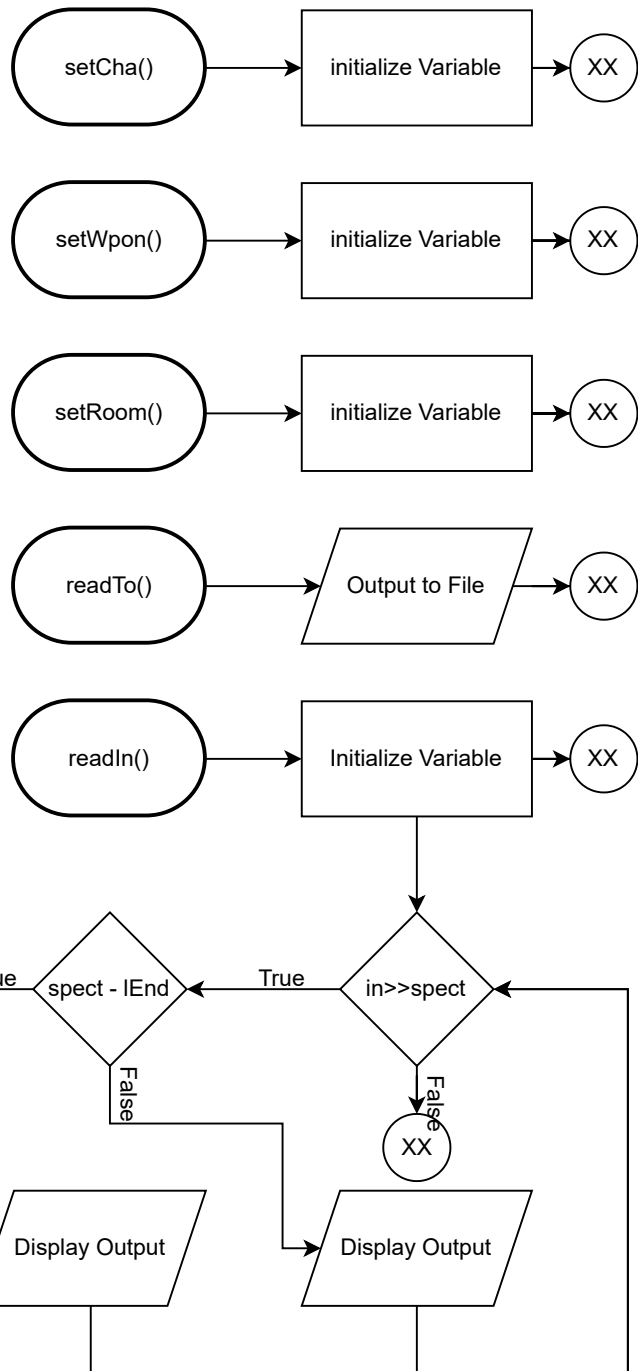 setCha()
initialize Variable
XX
setWpon()
initialize Variable
XX
setRoom()
initialize Variable
XX
readTo()
Output to File
XX
readIn()
Initialize Variable
XX
spect - lEnd
True
in>>spect
False
False
XX
Display Output
Display Output